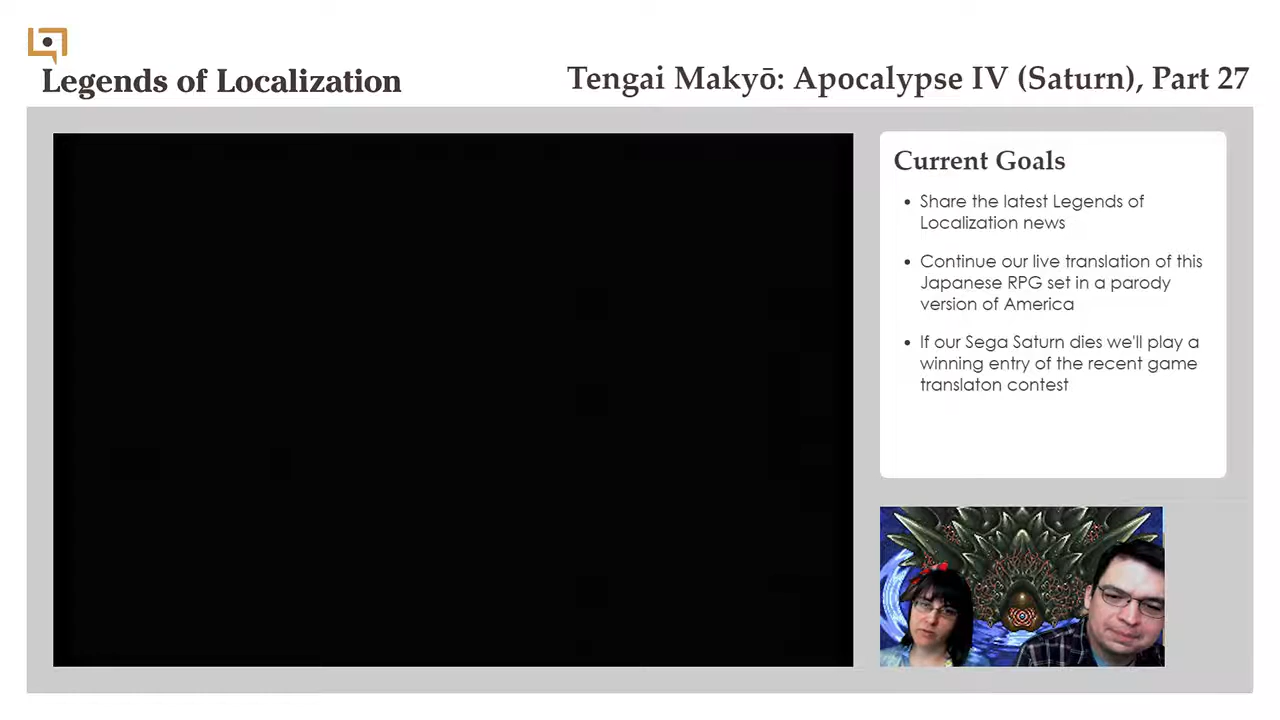 Legends of Localization
Tengai Makyō: Apocalypse IV (Saturn), Part 27
Current Goals
• Share the latest Legends of
Localization news
• Continue our live translation of this
Japanese RPG set in a parody
version of America
• If our Sega Saturn dies we'll play a
winning entry of the recent game
translaton contest